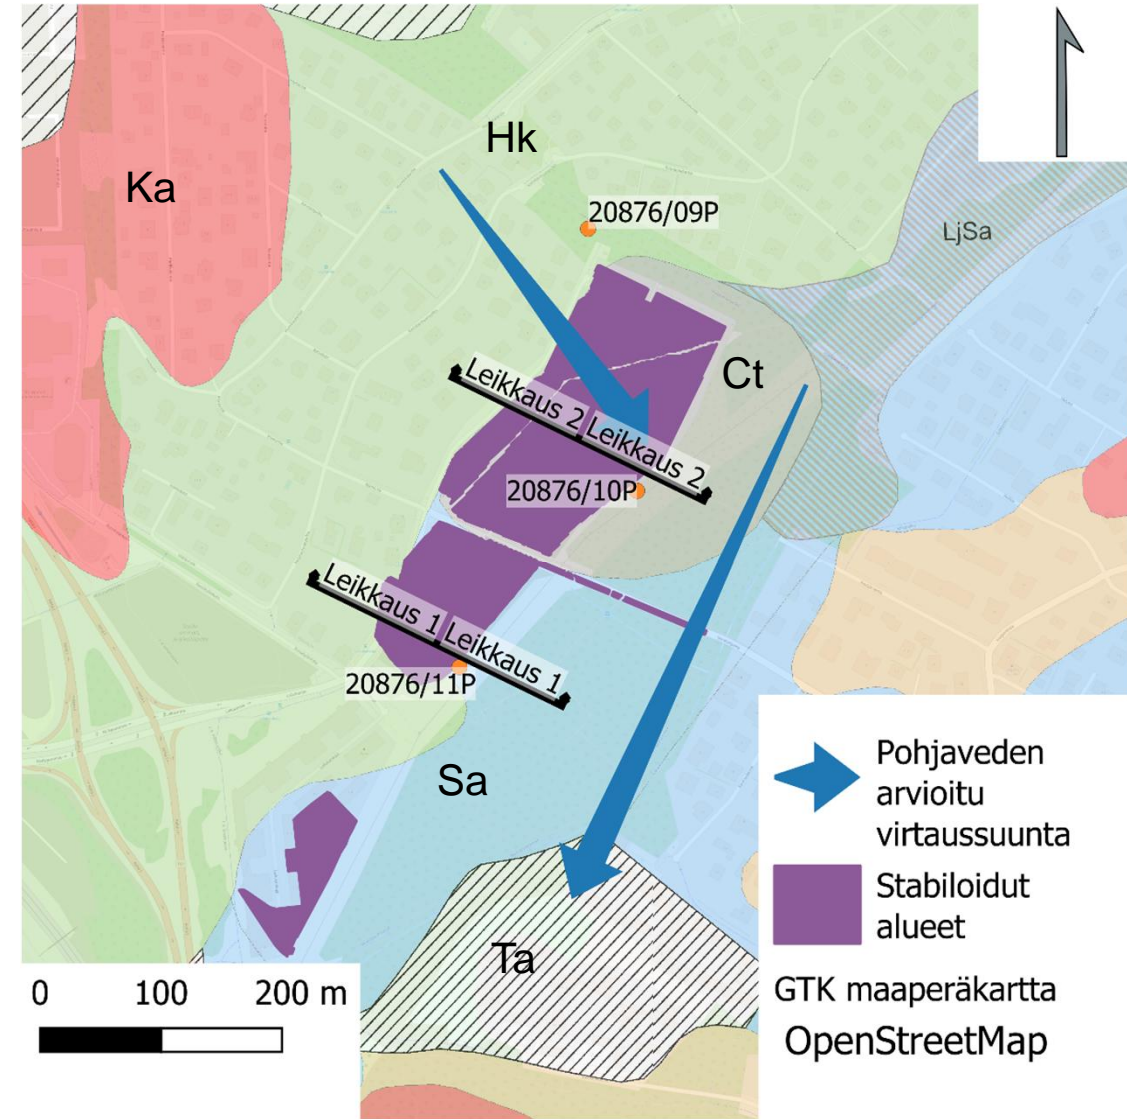 Hk
Ka
20876/09P
LjSa
Ct
Leikkaus 2
Leikkaus 2
20876/10P
Leikkaus 1
Leikkaus 1
20876/11P
Sa
Ta
Pohjaveden
arvioitu
virtaussuunta
Stabiloidut
alueet
GTK maaperäkartta
OpenStreetMap
0 100 200 m